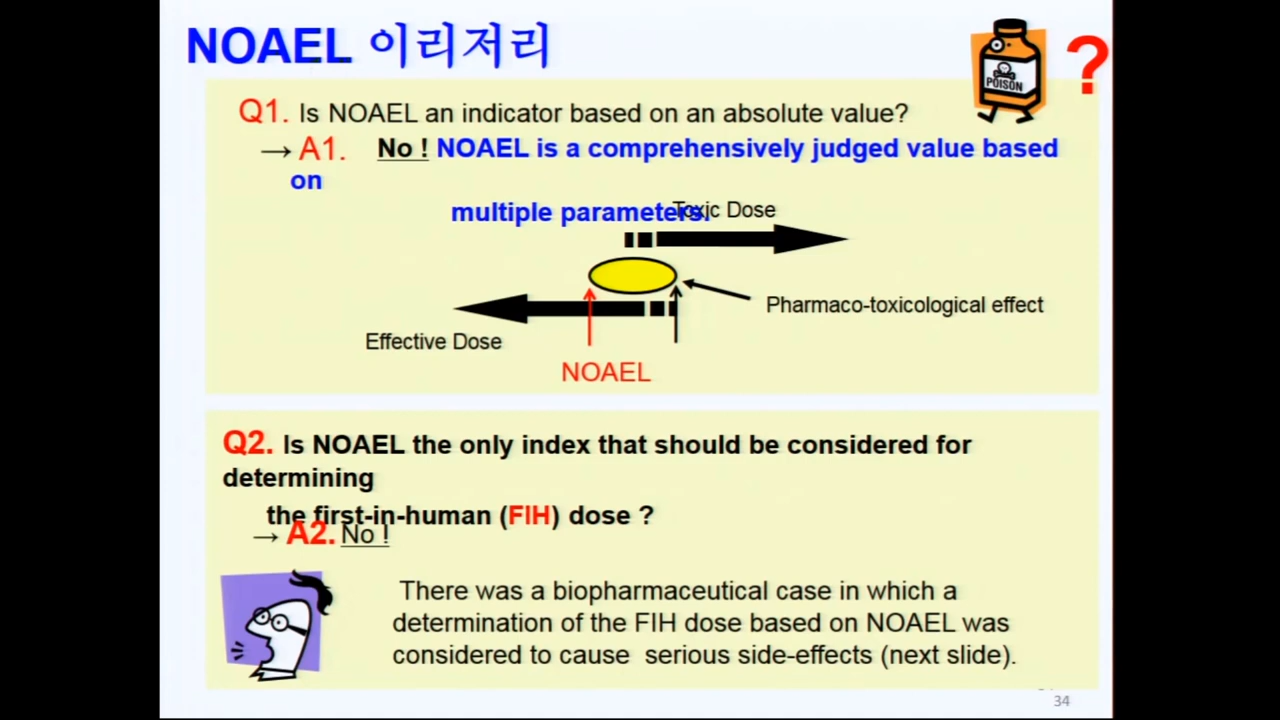 NOAEL 이리저리
?
POISON
Q1. Is NOAEL an indicator based on an absolute value?
→ A1. No ! NOAEL is a comprehensively judged value based
on
multiple parameters.
Toxic Dose
Pharmaco-toxicological effect
Effective Dose
NOAEL
Q2. Is NOAEL the only index that should be considered for
determining
the first-in-human (FIH) dose ?
→ A2. No !
There was a biopharmaceutical case in which a
determination of the FIH dose based on NOAEL was
considered to cause serious side-effects (next slide).
34